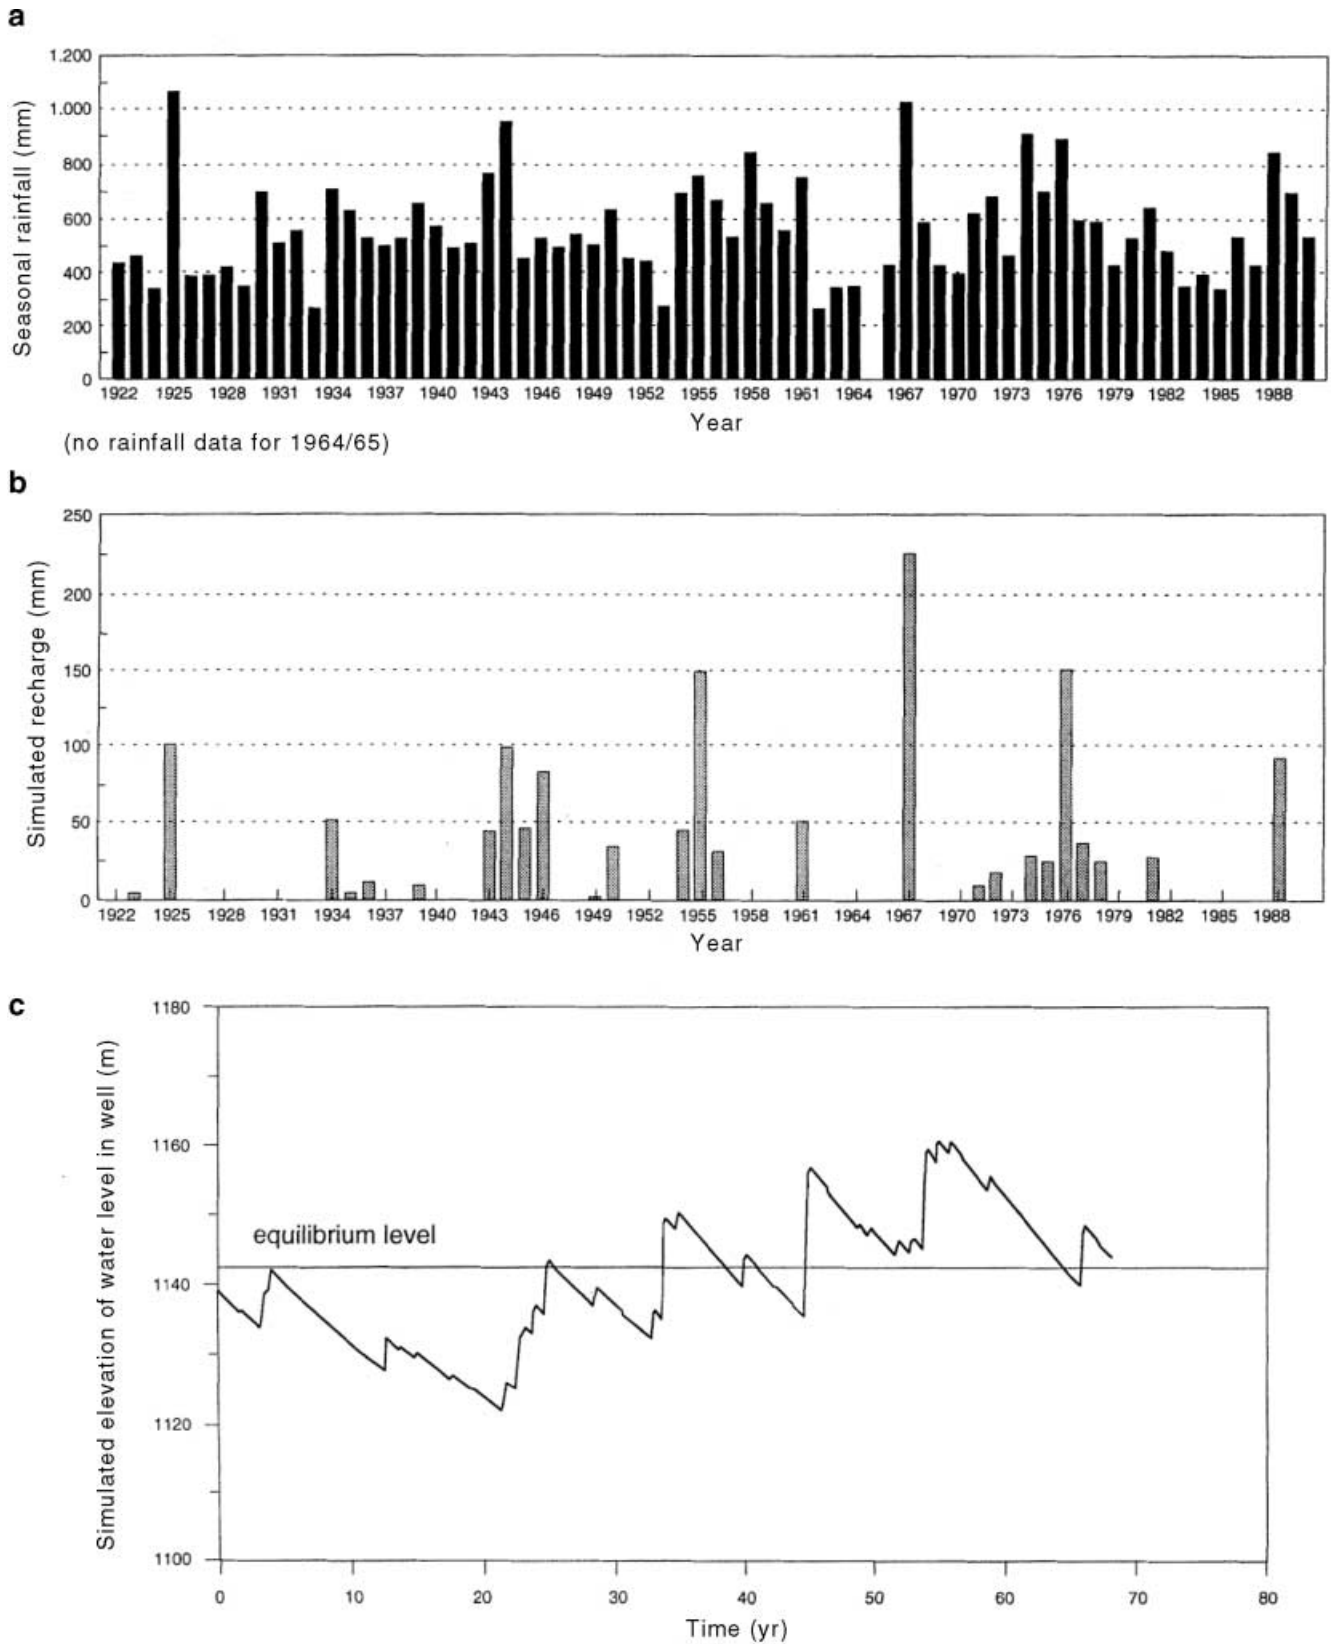 a
1.200
1.000
800
600
400
200
0
Seasonal rainfall (mm)
1922 1925 1928 1931 1934 1937 1940 1943 1946 1949 1952 1955 1958 1961 1964 1967 1970 1973 1976 1979 1982 1985 1988
Year
(no rainfall data for 1964/65)
b
250
200
150
100
50
0
Simulated recharge (mm)
1922 1925 1928 1931 1934 1937 1940 1943 1946 1949 1952 1955 1958 1961 1964 1967 1970 1973 1976 1979 1982 1985 1988
Year
c
1180
1160
1140
1120
1100
Simulated elevation of water level in well (m)
equilibrium level
0 10 20 30 40 50 60 70 80
Time (yr)